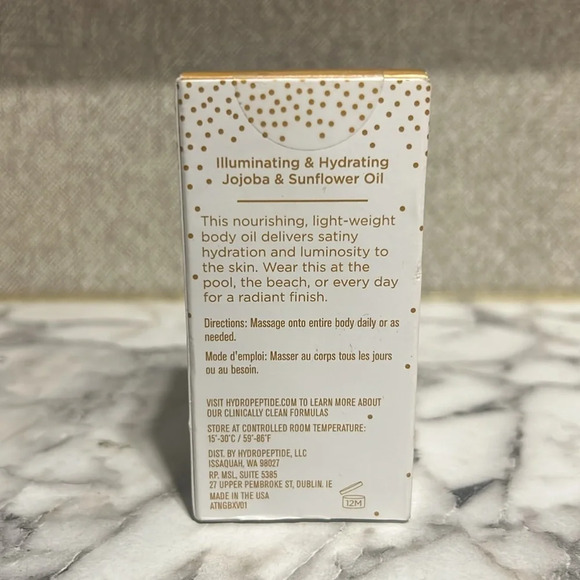 Illuminating & Hydrating
Jojoba & Sunflower Oil
This nourishing, light-weight
body oil delivers satiny
hydration and luminosity to
the skin. Wear this at the
pool, the beach, or every day
for a radiant finish.
Directions: Massage onto entire body daily or as
needed.
Mode d'emploi: Masser au corps tous les jours
ou au besoin.
VISIT HYDROPEPTIDE.COM TO LEARN MORE ABOUT
OUR CLINICALLY CLEAN FORMULAS
STORE AT CONTROLLED ROOM TEMPERATURE:
15°-30°C / 59°-86°F
DIST. BY HYDROPEPTIDE, LLC
ISSAQUAH, WA 98027
RP. MSL, SUITE 5385
27 UPPER PEMBROKE ST, DUBLIN. IE
MADE IN THE USA
ATNGBXV01
12M